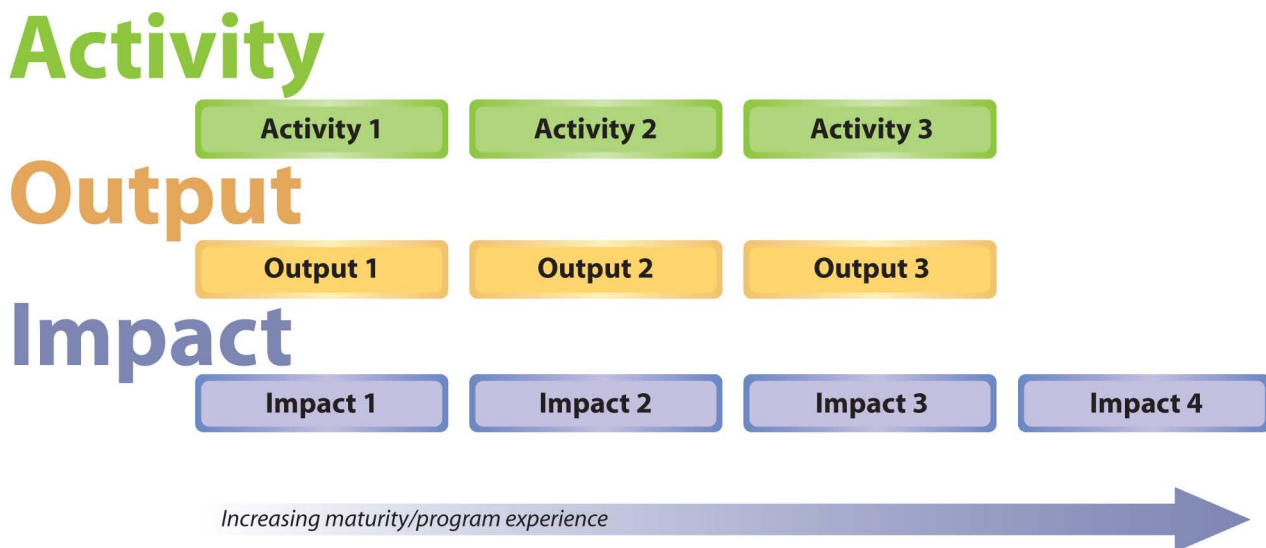 Activity
Activity 1 Activity 2 Activity 3
Output
Output 1 Output 2 Output 3
Impact
Impact 1 Impact 2 Impact 3 Impact 4
Increasing maturity/program experience